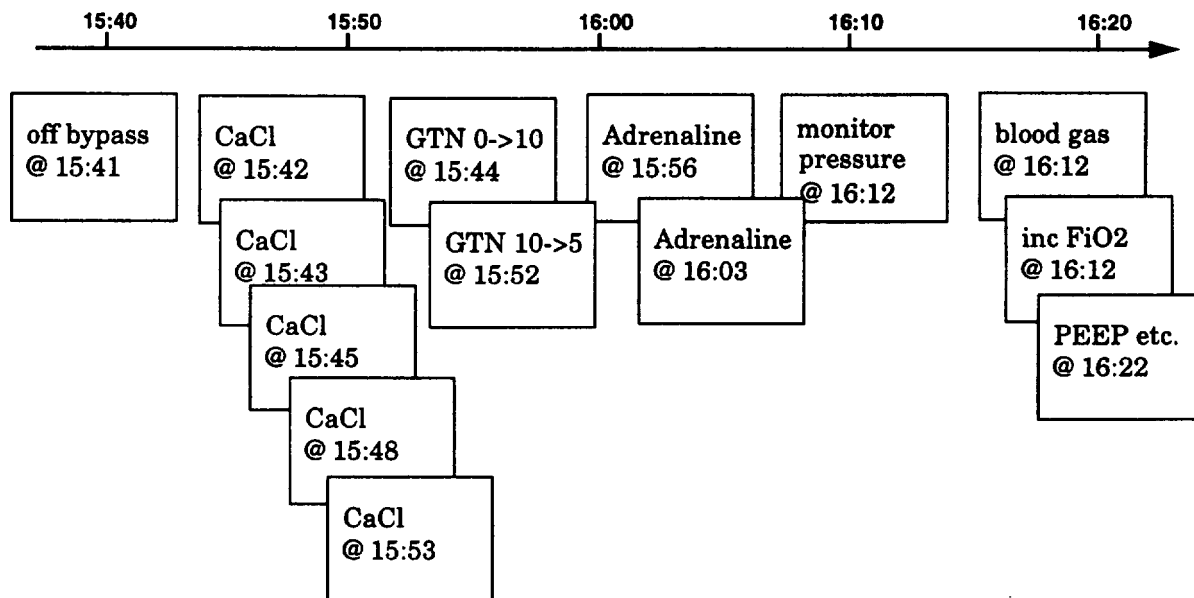 15:40 15:50 16:00 16:10 16:20
off bypass
@ 15:41
CaCl
@ 15:42
CaCl
@ 15:43
CaCl
@ 15:45
CaCl
@ 15:48
CaCl
@ 15:53
GTN 0->10
@ 15:44
GTN 10->5
@ 15:52
Adrenaline
@ 15:56
Adrenaline
@ 16:03
monitor
pressure
@ 16:12
blood gas
@ 16:12
inc FiO2
@ 16:12
PEEP etc.
@ 16:22